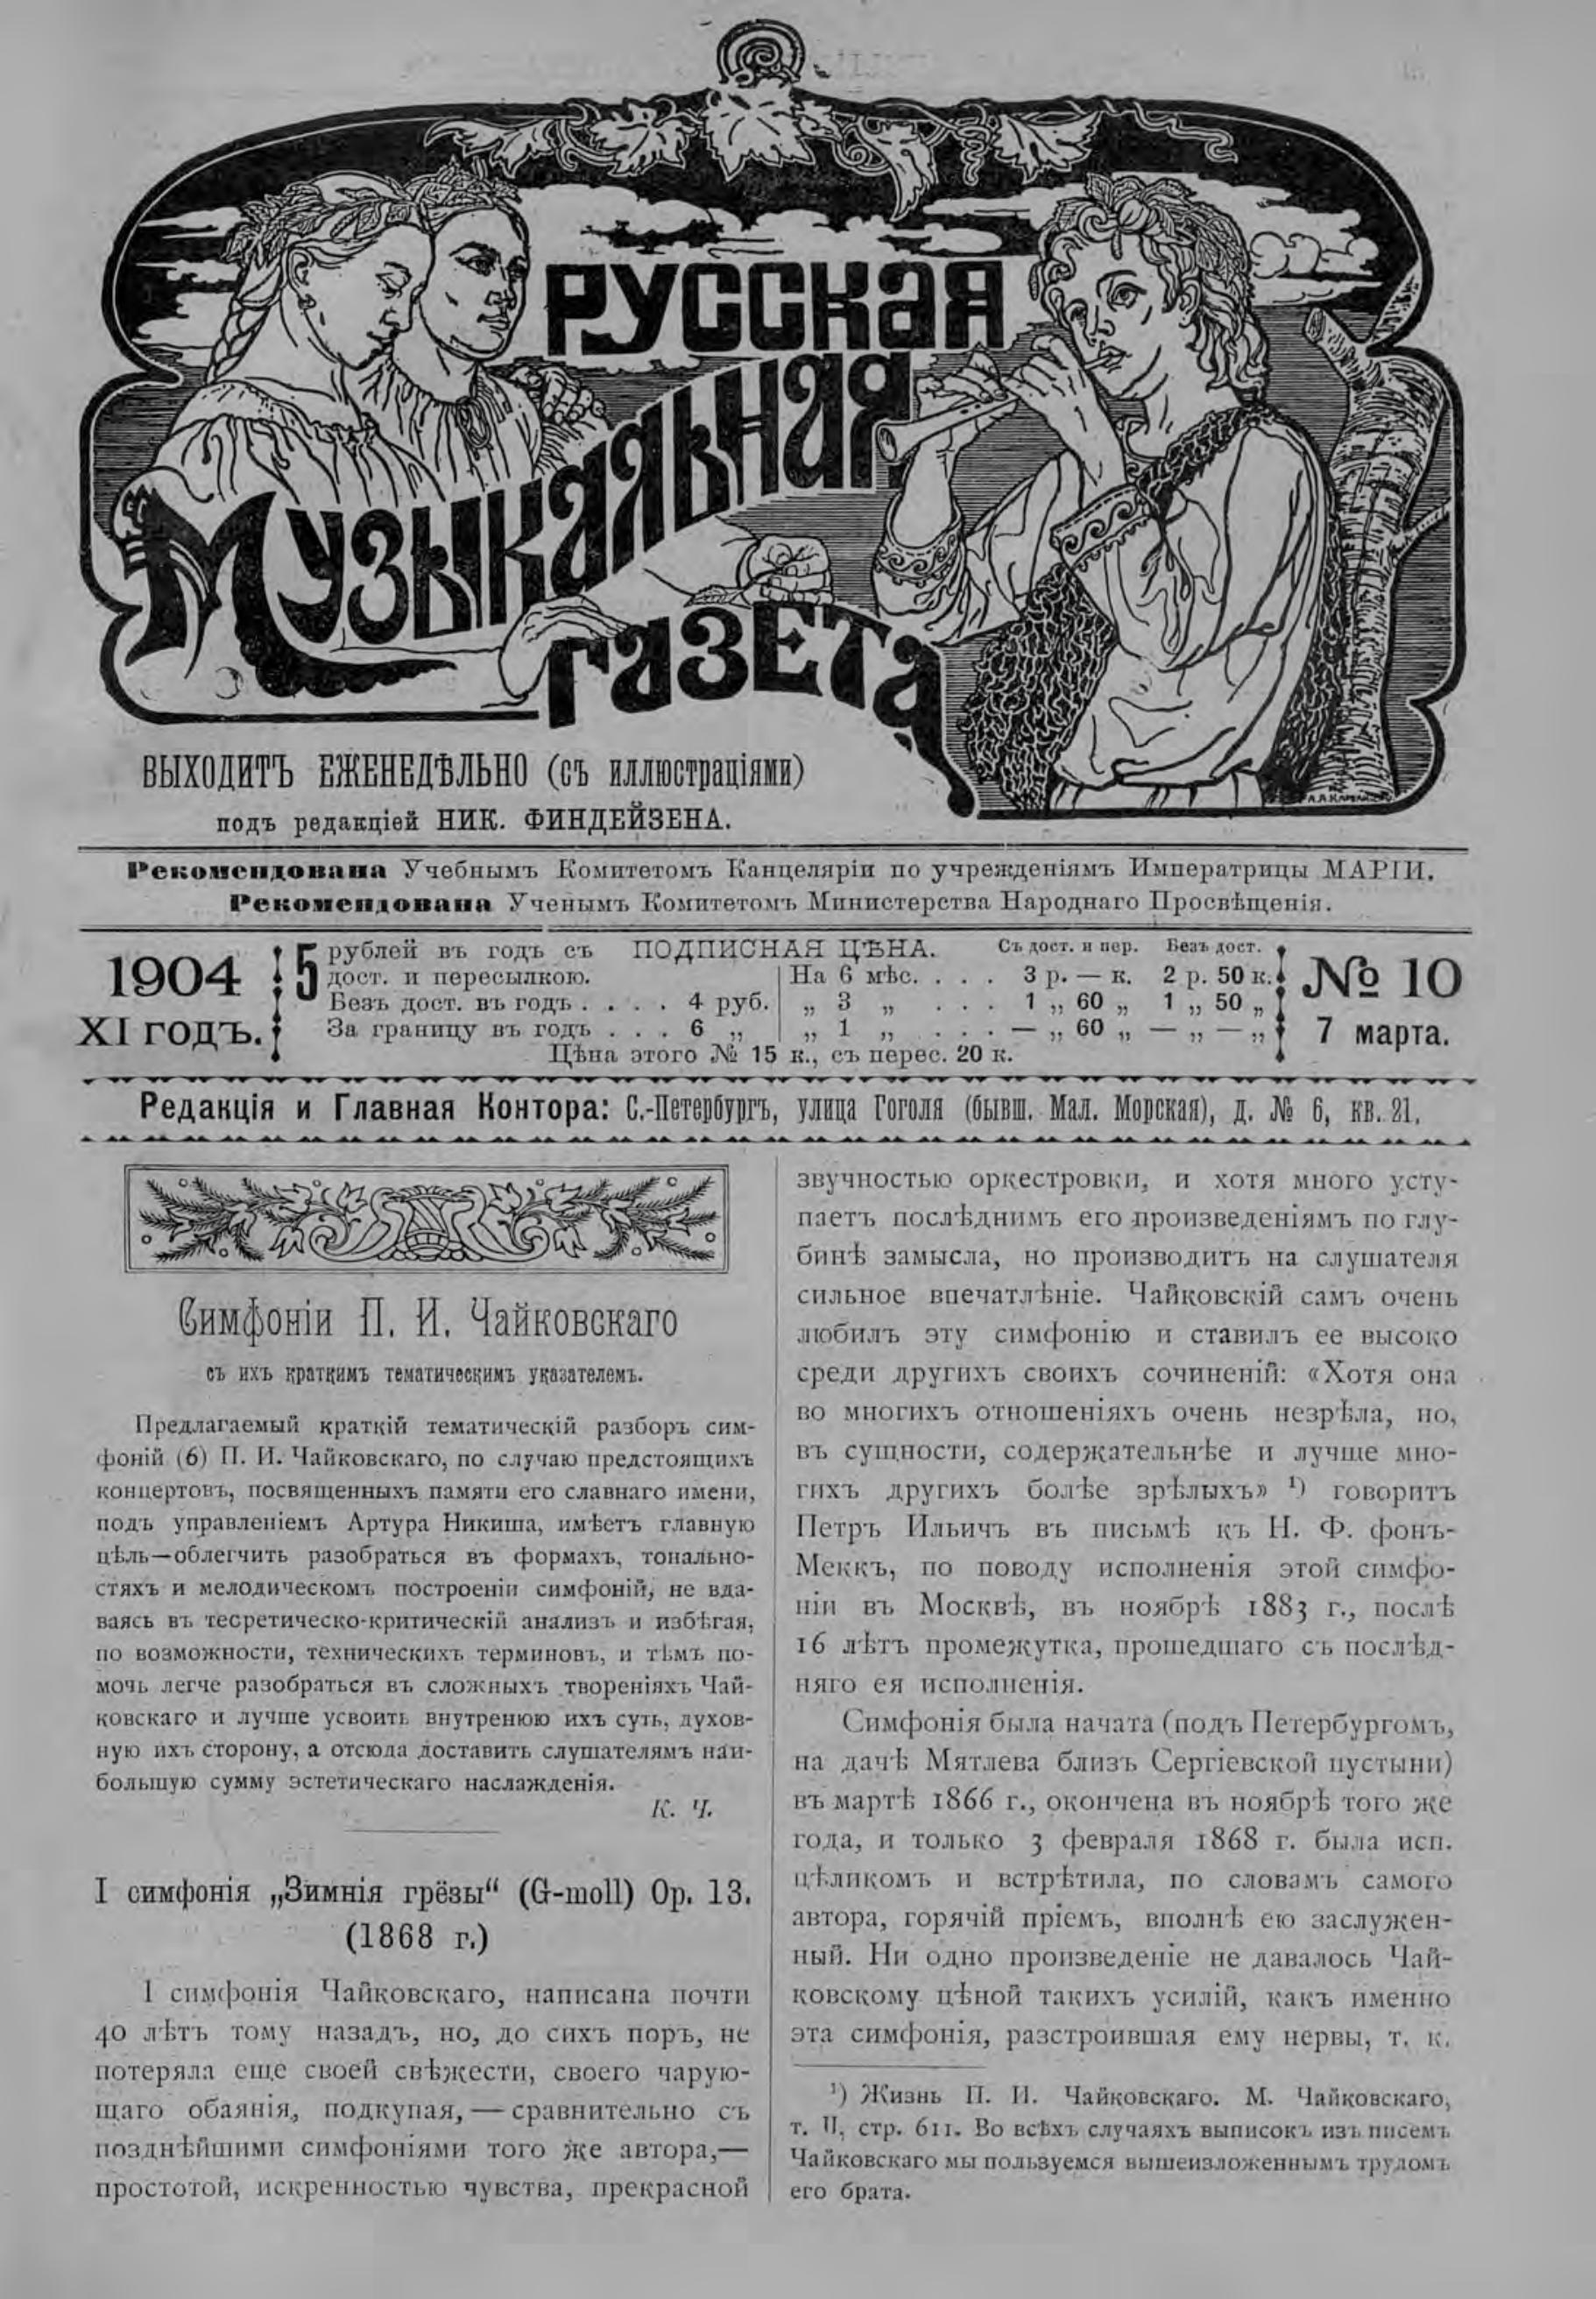 РУССКАЯ
МУЗЫКАЛЬНАЯ
ГАЗЕТА
ВЫХОДИТЪ ЕЖЕНЕДѢЛЬНО (съ иллюстраціями)
подъ редакціей НИК. ФИНДЕЙЗЕНА.
Рекомендована Учебнымъ Комитетомъ Канцеляріи по учрежденіямъ Императрицы МАРІИ.
Рекомендована Ученымъ Комитетомъ Министерства Народнаго Просвѣщенія.
1904
XI ГОДЪ.
5 рублей въ годъ съ
дост. и пересылкою.
Безъ дост. въ годъ . . . . 4 руб.
За границу въ годъ . . . 6 „
ПОДПИСНАЯ ЦѢНА. Съ дост. и пер. Безъ дост.
На 6 мѣс. . . . 3 р. — к. 2 р. 50 к.
„ 3 „ . . . 1 „ 60 „ 1 „ 50 „
„ 1 „ . . . — „ 60 „ — „ — „
Цѣна этого № 15 к., съ перес. 20 к.
№ 10
7 марта.
Редакція и Главная Контора: С.-Петербургъ, улица Гоголя (бывш. Мал. Морская), д. № 6, кв. 21.
Симфоніи П. И. Чайковскаго
съ ихъ краткимъ тематическимъ указателемъ.
Предлагаемый краткій тематическій разборъ сим-
фоній (6) П. И. Чайковскаго, по случаю предстоящихъ
концертовъ, посвященныхъ памяти его славнаго имени,
подъ управленіемъ Артура Никиша, имѣетъ главную
цѣль—облегчить разобраться въ формахъ, тонально-
стяхъ и мелодическомъ построеніи симфоній, не вда-
ваясь въ тесретическо-критическій анализъ и избѣгая,
по возможности, техническихъ терминовъ, и тѣмъ по-
мочь легче разобраться въ сложныхъ твореніяхъ Чай-
ковскаго и лучше усвоить внутренюю ихъ суть, духов-
ную ихъ сторону, а отсюда доставить слушателямъ наи-
большую сумму эстетическаго наслажденія.
К. Ч.
I симфонія „Зимнія грёзы“ (G-moll) Op. 13.
(1868 г.)
I симфонія Чайковскаго, написана почти
40 лѣтъ тому назадъ, но, до сихъ поръ, не
потеряла еще своей свѣжести, своего чарую-
щаго обаянія, подкупая, — сравнительно съ
позднѣйшими симфоніями того же автора,—
простотой, искренностью чувства, прекрасной
звучностью оркестровки, и хотя много усту-
паетъ послѣднимъ его произведеніямъ по глу-
бинѣ замысла, но производитъ на слушателя
сильное впечатлѣніе. Чайковскій самъ очень
любилъ эту симфонію и ставилъ ее высоко
среди другихъ своихъ сочиненій: «Хотя она
во многихъ отношеніяхъ очень незрѣла, но,
въ сущности, содержательнѣе и лучше мно-
гихъ другихъ болѣе зрѣлыхъ» ¹) говоритъ
Петръ Ильичъ въ письмѣ къ Н. Ф. фонъ-
Меккъ, по поводу исполненія этой симфо-
ніи въ Москвѣ, въ ноябрѣ 1883 г., послѣ
16 лѣтъ промежутка, прошедшаго съ послѣд-
няго ея исполненія.
Симфонія была начата (подъ Петербургомъ,
на дачѣ Мятлева близь Сергіевской пустыни)
въ мартѣ 1866 г., окончена въ ноябрѣ того же
года, и только 3 февраля 1868 г. была исп.
цѣликомъ и встрѣтила, по словамъ самого
автора, горячій пріемъ, вполнѣ ею заслужен-
ный. Ни одно произведеніе не давалось Чай-
ковскому цѣной такихъ усилій, какъ именно
эта симфонія, разстроившая ему нервы, т. к.
¹) Жизнь П. И. Чайковскаго. М. Чайковскаго,
т. II, стр. 611. Во всѣхъ случаяхъ выписокъ изъ писемъ
Чайковскаго мы пользуемся вышеизложеннымъ трудомъ
его брата.